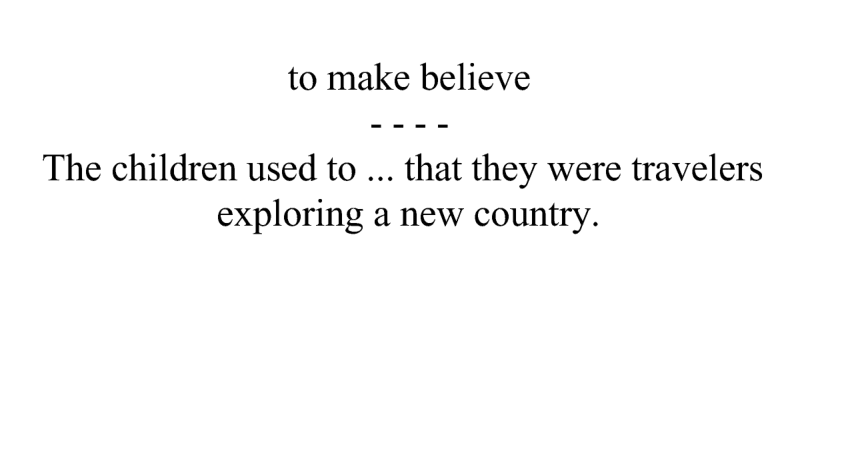 to make believe
- - - -
The children used to ... that they were travelers
exploring a new country.